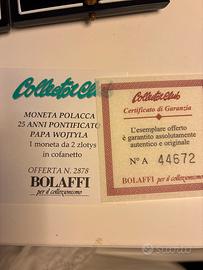 Collector Club
MONETA POLACCA
25 ANNI PONTIFICATO
PAPA WOJTYLA
1 moneta da 2 zlotys
in cofanetto
OFFERTA N. 2878
BOLAFFI
per il collezionismo
Collector Club
Certificato di Garanzia
L'esemplare offerto
è garantito assolutamente
autentico e originale
N° A 44672
BOLAFFI per il collezionismo
subito